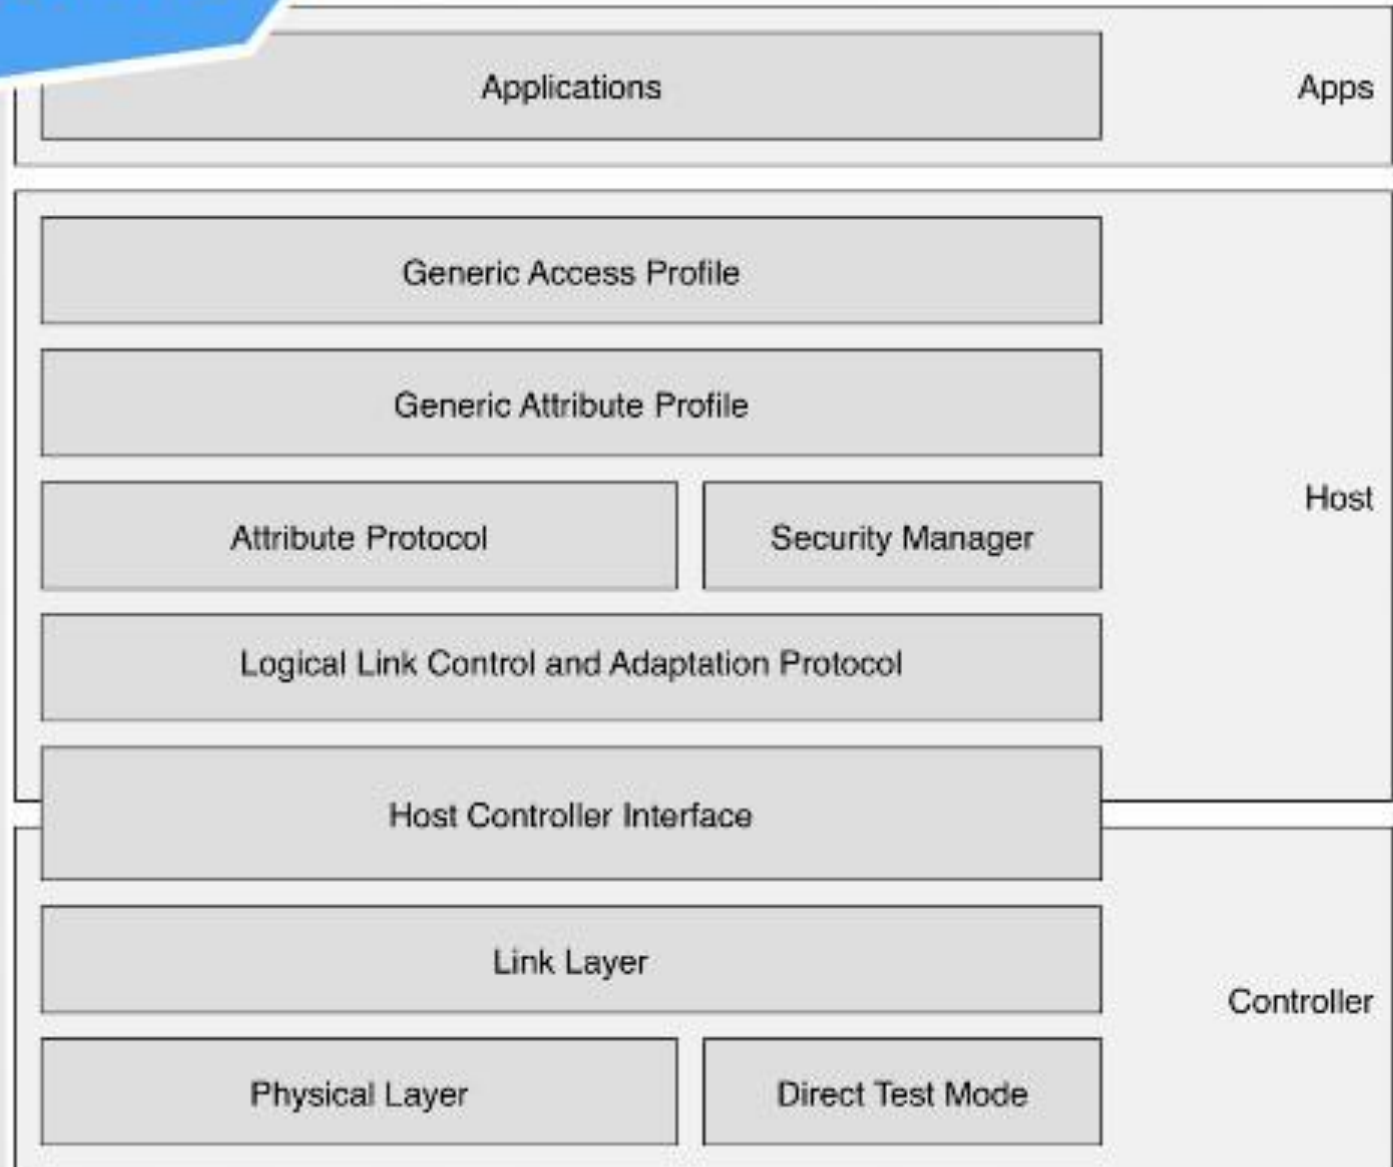 Applications
Apps
Generic Access Profile
Generic Attribute Profile
Host
Attribute Protocol
Security Manager
Logical Link Control and Adaptation Protocol
Host Controller Interface
Link Layer
Controller
Physical Layer
Direct Test Mode